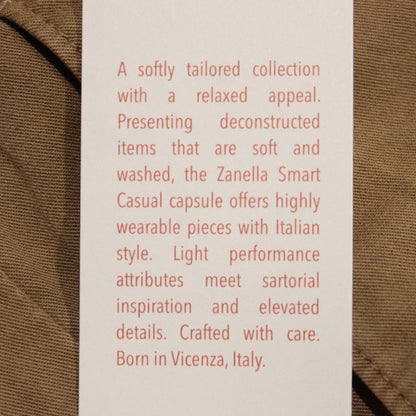 A softly tailored collection
with a relaxed appeal.
Presenting deconstructed
items that are soft and
washed, the Zanella Smart
Casual capsule offers highly
wearable pieces with Italian
style. Light performance
attributes meet sartorial
inspiration and elevated
details. Crafted with care.
Born in Vicenza, Italy.